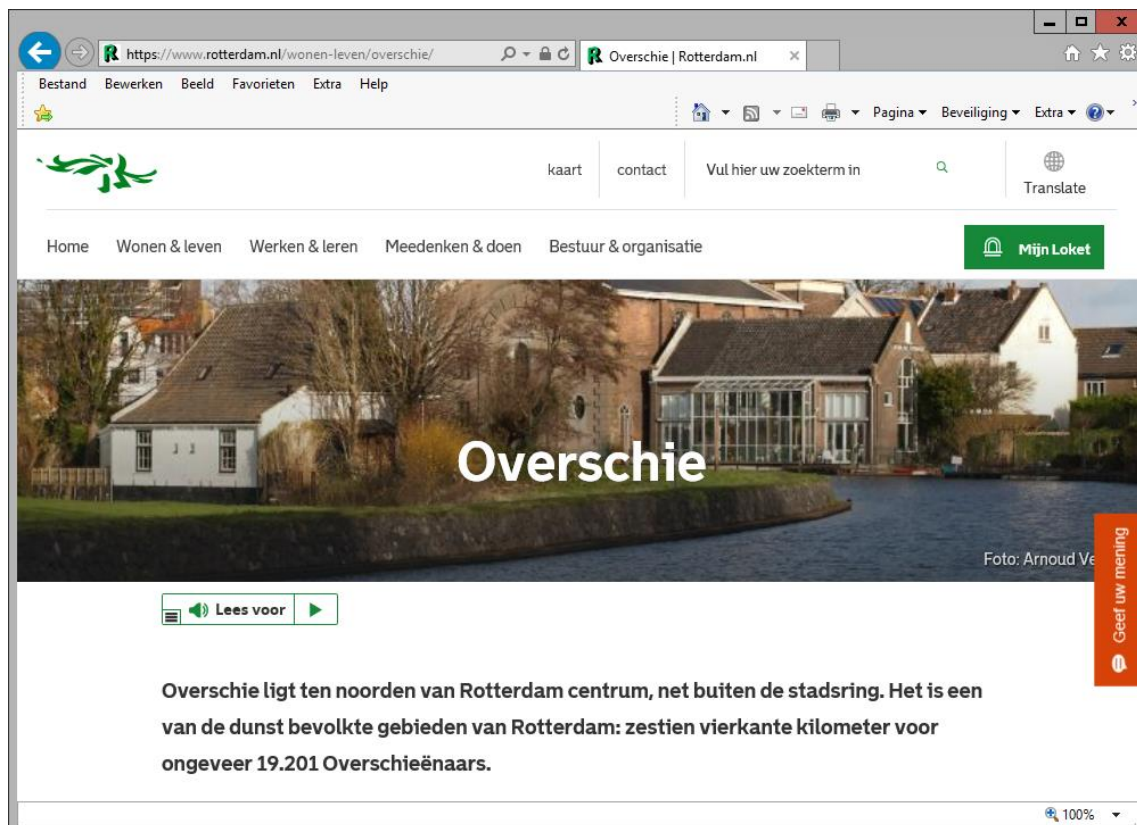 https://www.rotterdam.nl/wonen-leven/overschie/
Overschie | Rotterdam.nl
Bestand Bewerken Beeld Favorieten Extra Help
Pagina Beveiliging Extra
kaart contact Vul hier uw zoekterm in
Translate
Home Wonen & leven Werken & leren Meedenken & doen Bestuur & organisatie Mijn Loket
Overschie
Foto: Arnoud Ve
Geef uw mening
Lees voor
Overschie ligt ten noorden van Rotterdam centrum, net buiten de stadsring. Het is een
van de dunst bevolkte gebieden van Rotterdam: zestien vierkante kilometer voor
ongeveer 19.201 Overschieënaars.
100%